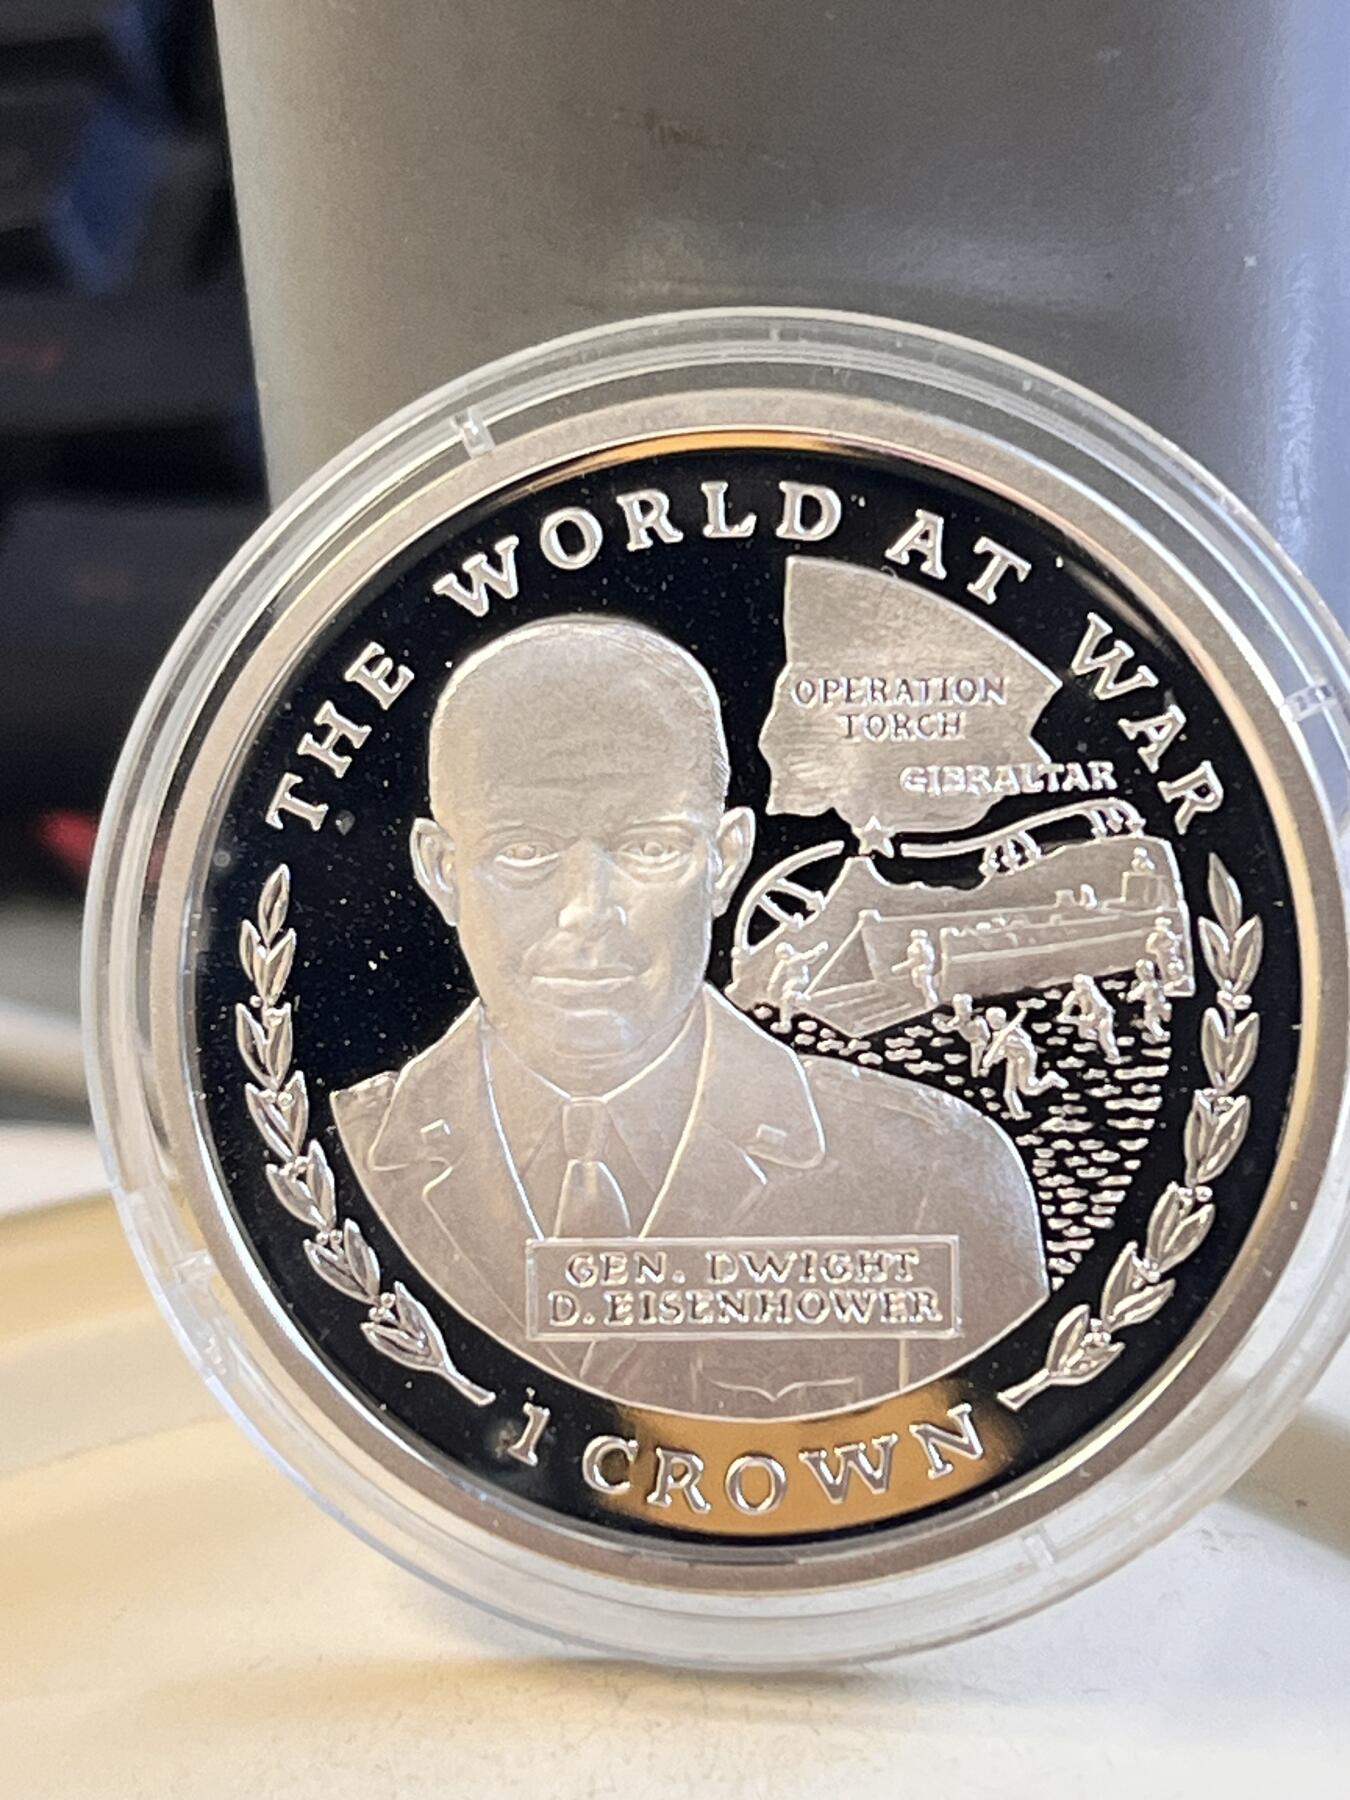 THE WORLD AT WAR
OPERATION
TORCH
GIBRALTAR
GEN. DWIGHT
D. EISENHOWER
1 CROWN